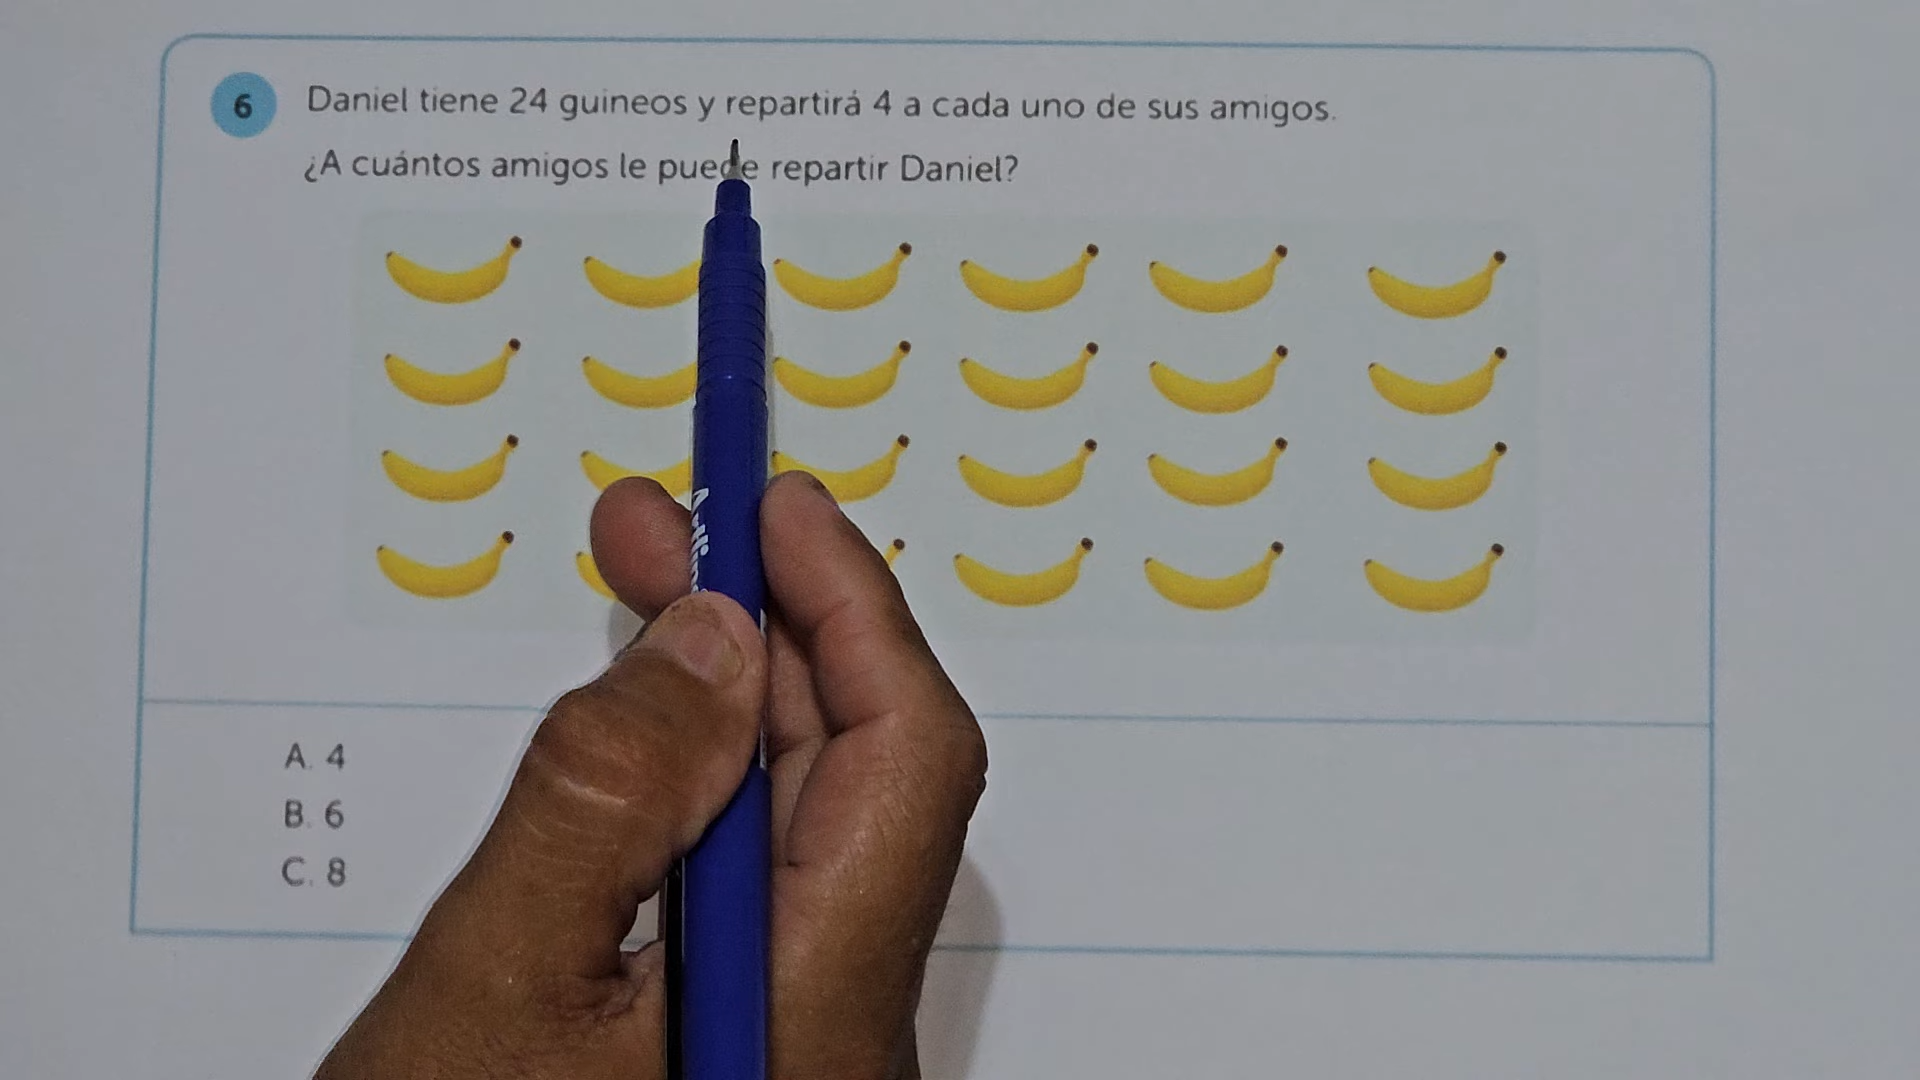 6
Daniel tiene 24 guineos y repartirá 4 a cada uno de sus amigos.
¿A cuántos amigos le puede repartir Daniel?
A. 4
B. 6
C. 8